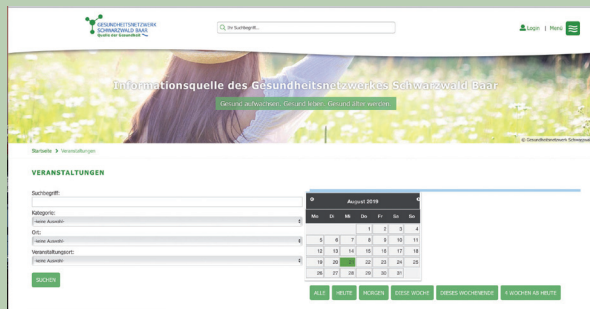 GESUNDHEITSNETZWERK
SCHWARZWALD BAAR
Quelle der Gesundheit
Ihr Suchbegriff...
Login | Menü
Informationsquelle des Gesundheitsnetzwerkes Schwarzwald Baar
Gesund aufwachsen, Gesund leben, Gesund älter werden.
© Gesundheitsnetzwerk Schwarzwald
Startseite > Veranstaltungen
VERANSTALTUNGEN
Suchbegriff:
Kategorie:
-keine Auswahl-
Ort:
-keine Auswahl-
Veranstaltungsort:
-keine Auswahl-
SUCHEN
August 2019
Mo Di Mi Do Fr Sa So
1 2 3 4
5 6 7 8 9 10 11
12 13 14 15 16 17 18
19 20 21 22 23 24 25
26 27 28 29 30 31
ALLE HEUTE MORGEN DIESE WOCHE DIESES WOCHENENDE 4 WOCHEN AB HEUTE